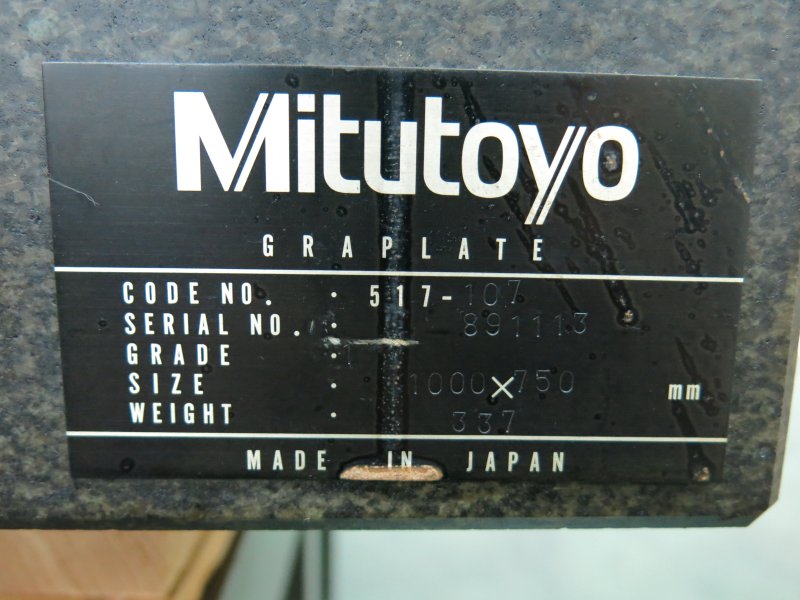 Mitutoyo
GRAPLATE
CODE NO. · 517-107
SERIAL NO. · 891113
GRADE · 1
SIZE · 1000×750 mm
WEIGHT · 337
MADE IN JAPAN